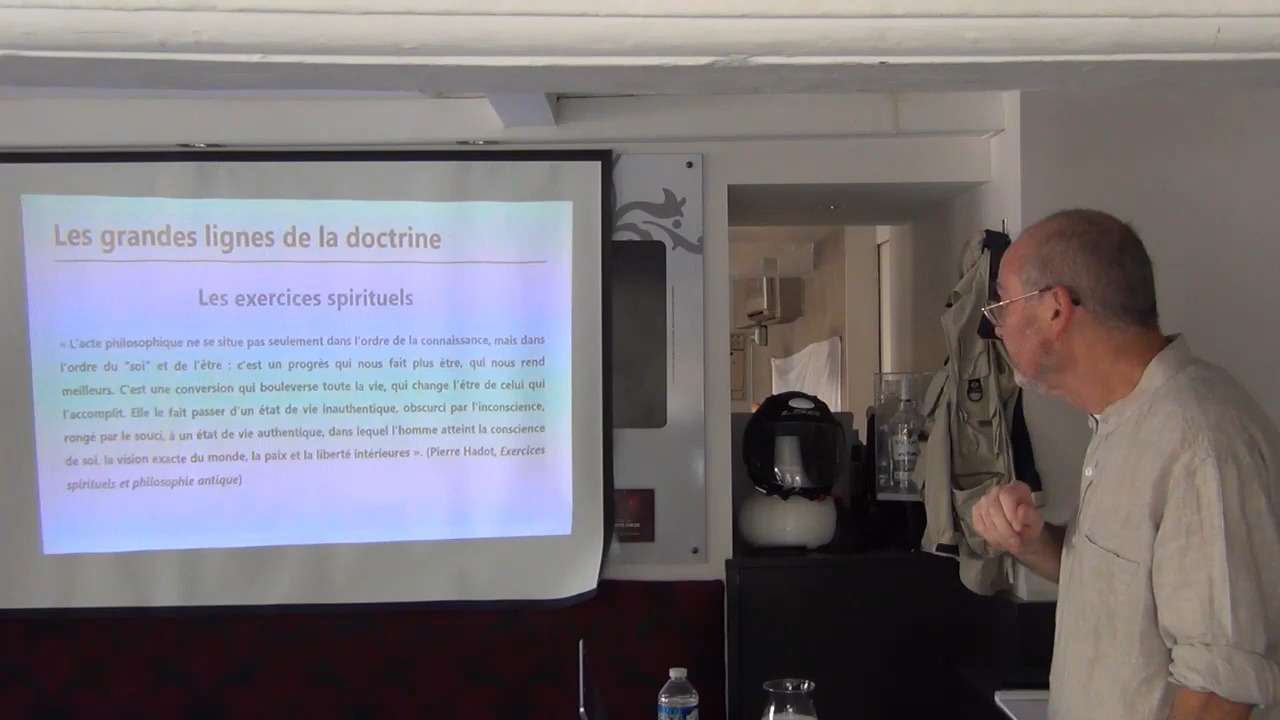 Les grandes lignes de la doctrine
Les exercices spirituels
« L'acte philosophique ne se situe pas seulement dans l'ordre de la connaissance, mais dans
l'ordre du "soi" et de l'être : c'est un progrès qui nous fait plus être, qui nous rend
meilleurs. C'est une conversion qui bouleverse toute la vie, qui change l'être de celui qui
l'accomplit. Elle le fait passer d'un état de vie inauthentique, obscurci par l'inconscience,
rongé par le souci, à un état de vie authentique, dans lequel l'homme atteint la conscience
de soi, la vision exacte du monde, la paix et la liberté intérieures ». (Pierre Hadot, Exercices
spirituels et philosophie antique)